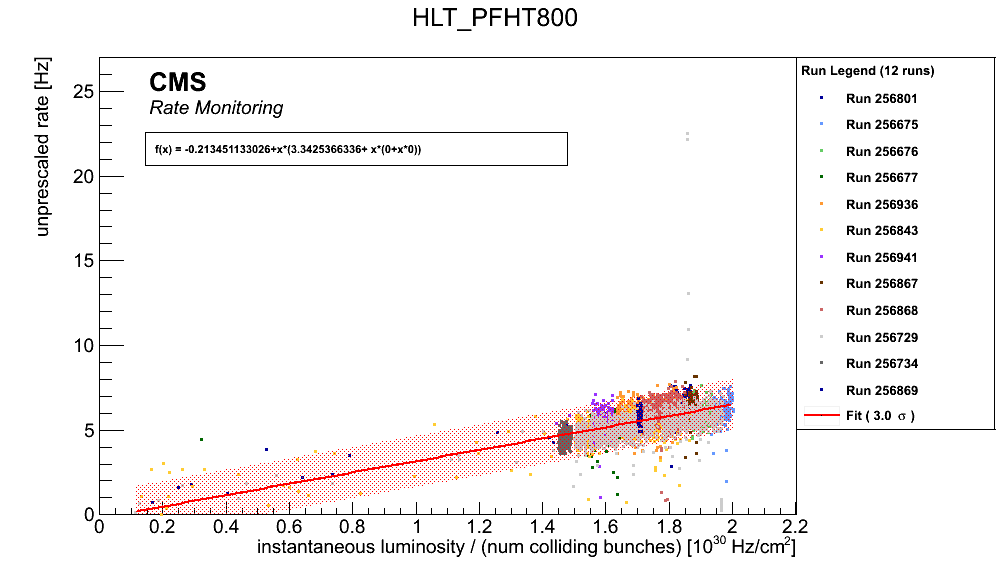 HLT_PFHT800
unprescaled rate [Hz]
CMS
Rate Monitoring
f(x) = -0.213451133026+x*(3.3425366336+ x*(0+x*0))
25
20
15
10
5
0
0 0.2 0.4 0.6 0.8 1 1.2 1.4 1.6 1.8 2 2.2
instantaneous luminosity / (num colliding bunches) [10^30 Hz/cm^2]
Run Legend (12 runs)
Run 256801
Run 256675
Run 256676
Run 256677
Run 256936
Run 256843
Run 256941
Run 256867
Run 256868
Run 256729
Run 256734
Run 256869
Fit ( 3.0 σ )